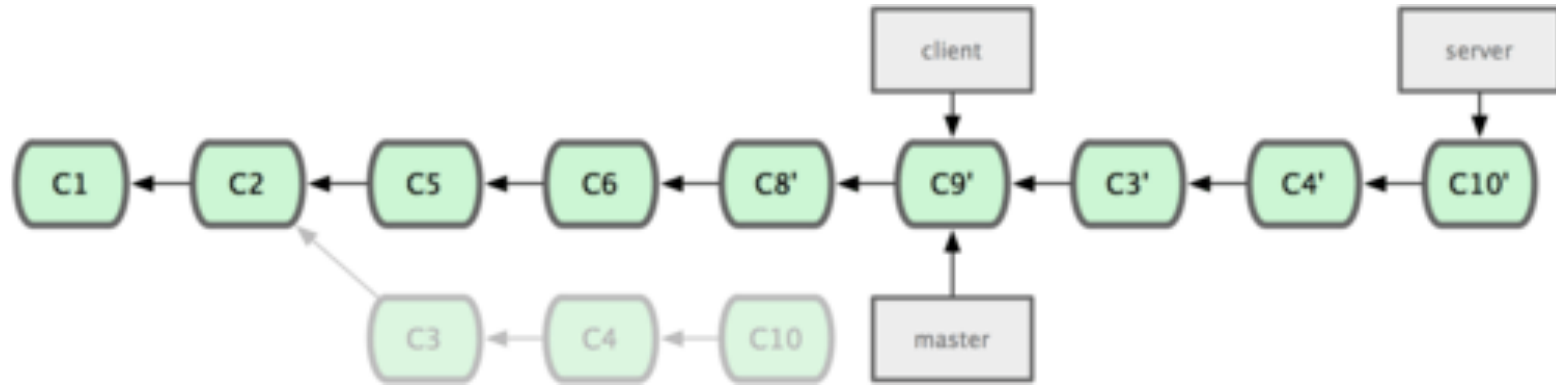 client
server
C1
C2
C5
C6
C8'
C9'
C3'
C4'
C10'
C3
C4
C10
master